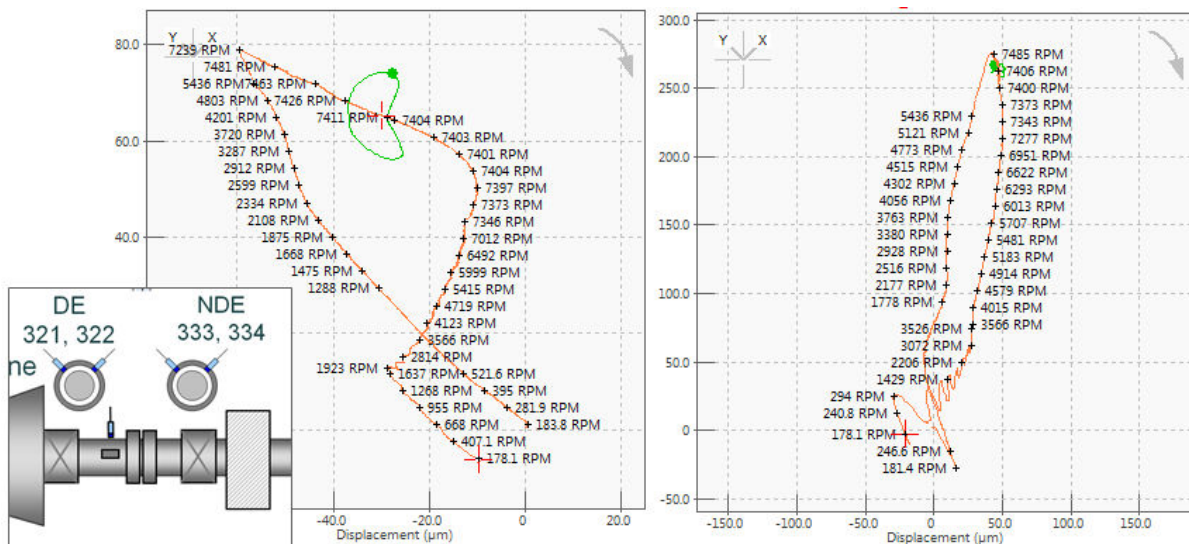 80.0
60.0
40.0
Y X
7239 RPM
7481 RPM
5436 RPM
7463 RPM
4803 RPM
7426 RPM
4201 RPM
7411 RPM
7404 RPM
3720 RPM
7403 RPM
3287 RPM
7401 RPM
2912 RPM
7404 RPM
2599 RPM
7397 RPM
2334 RPM
7373 RPM
2108 RPM
7346 RPM
1875 RPM
7012 RPM
1668 RPM
6492 RPM
1475 RPM
5999 RPM
1288 RPM
5415 RPM
4719 RPM
4123 RPM
3566 RPM
2814 RPM
1923 RPM
1637 RPM
521.6 RPM
1268 RPM
395 RPM
955 RPM
281.9 RPM
668 RPM
183.8 RPM
407.1 RPM
178.1 RPM
-40.0 -20.0 0 20.0
Displacement (µm)
DE
321, 322
NDE
333, 334
ne
300.0
250.0
200.0
150.0
100.0
50.0
0
-50.0
Y X
7485 RPM
7406 RPM
7400 RPM
7373 RPM
5436 RPM
7343 RPM
5121 RPM
7277 RPM
4773 RPM
6951 RPM
4515 RPM
6622 RPM
4302 RPM
6293 RPM
4056 RPM
6013 RPM
3763 RPM
5707 RPM
3380 RPM
5481 RPM
2928 RPM
5183 RPM
2516 RPM
4914 RPM
2177 RPM
4579 RPM
1778 RPM
4015 RPM
3526 RPM
3566 RPM
3072 RPM
2206 RPM
1429 RPM
294 RPM
240.8 RPM
178.1 RPM
246.6 RPM
181.4 RPM
-150.0 -100.0 -50.0 0 50.0 100.0 150.0
Displacement (µm)